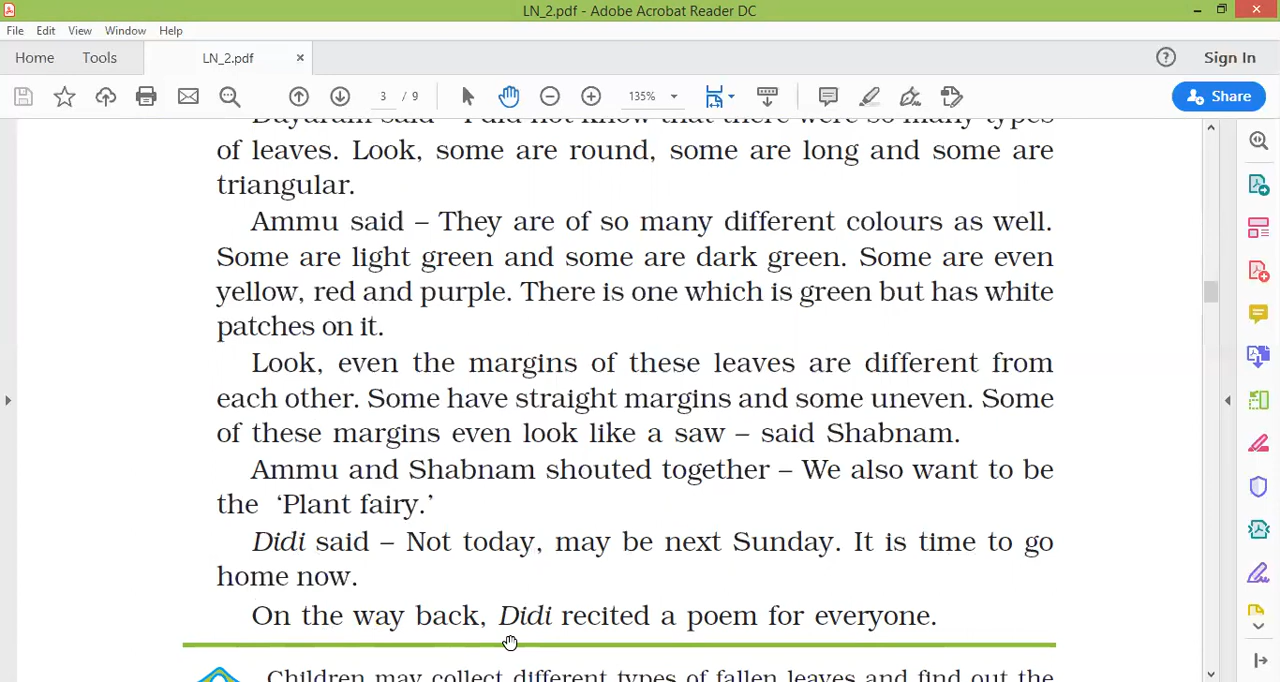 LN_2.pdf - Adobe Acrobat Reader DC
File Edit View Window Help
Home Tools LN_2.pdf × ? Sign In
3 / 9 135% Share
Dayaram said – I did not know that there were so many types
of leaves. Look, some are round, some are long and some are
triangular.
Ammu said – They are of so many different colours as well.
Some are light green and some are dark green. Some are even
yellow, red and purple. There is one which is green but has white
patches on it.
Look, even the margins of these leaves are different from
each other. Some have straight margins and some uneven. Some
of these margins even look like a saw – said Shabnam.
Ammu and Shabnam shouted together – We also want to be
the ‘Plant fairy.’
Didi said – Not today, may be next Sunday. It is time to go
home now.
On the way back, Didi recited a poem for everyone.
Children may collect different types of fallen leaves and find out the